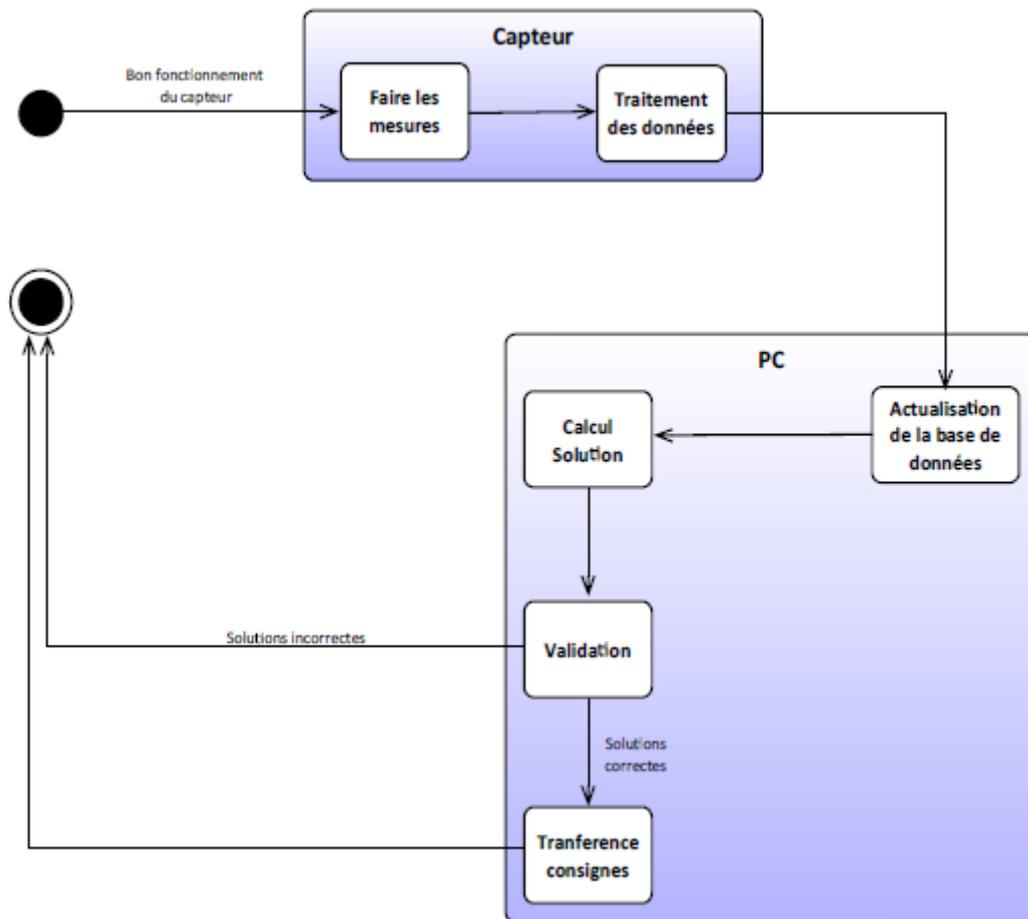 Capteur
Bon fonctionnement
du capteur
Faire les
mesures
Traitement
des données
PC
Actualisation
de la base de
données
Calcul
Solution
Solutions incorrectes
Validation
Solutions
correctes
Tranference
consignes